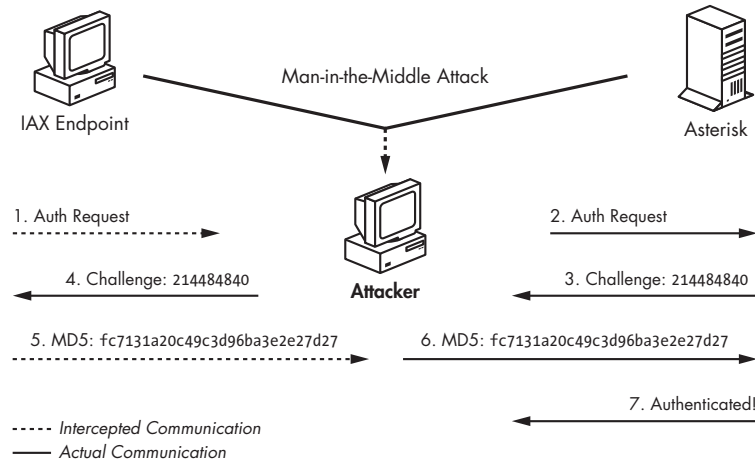 Man-in-the-Middle Attack
IAX Endpoint
Asterisk
1. Auth Request
2. Auth Request
Attacker
4. Challenge: 214484840
3. Challenge: 214484840
5. MD5: fc7131a20c49c3d96ba3e2e27d27
6. MD5: fc7131a20c49c3d96ba3e2e27d27
7. Authenticated!
Intercepted Communication
Actual Communication